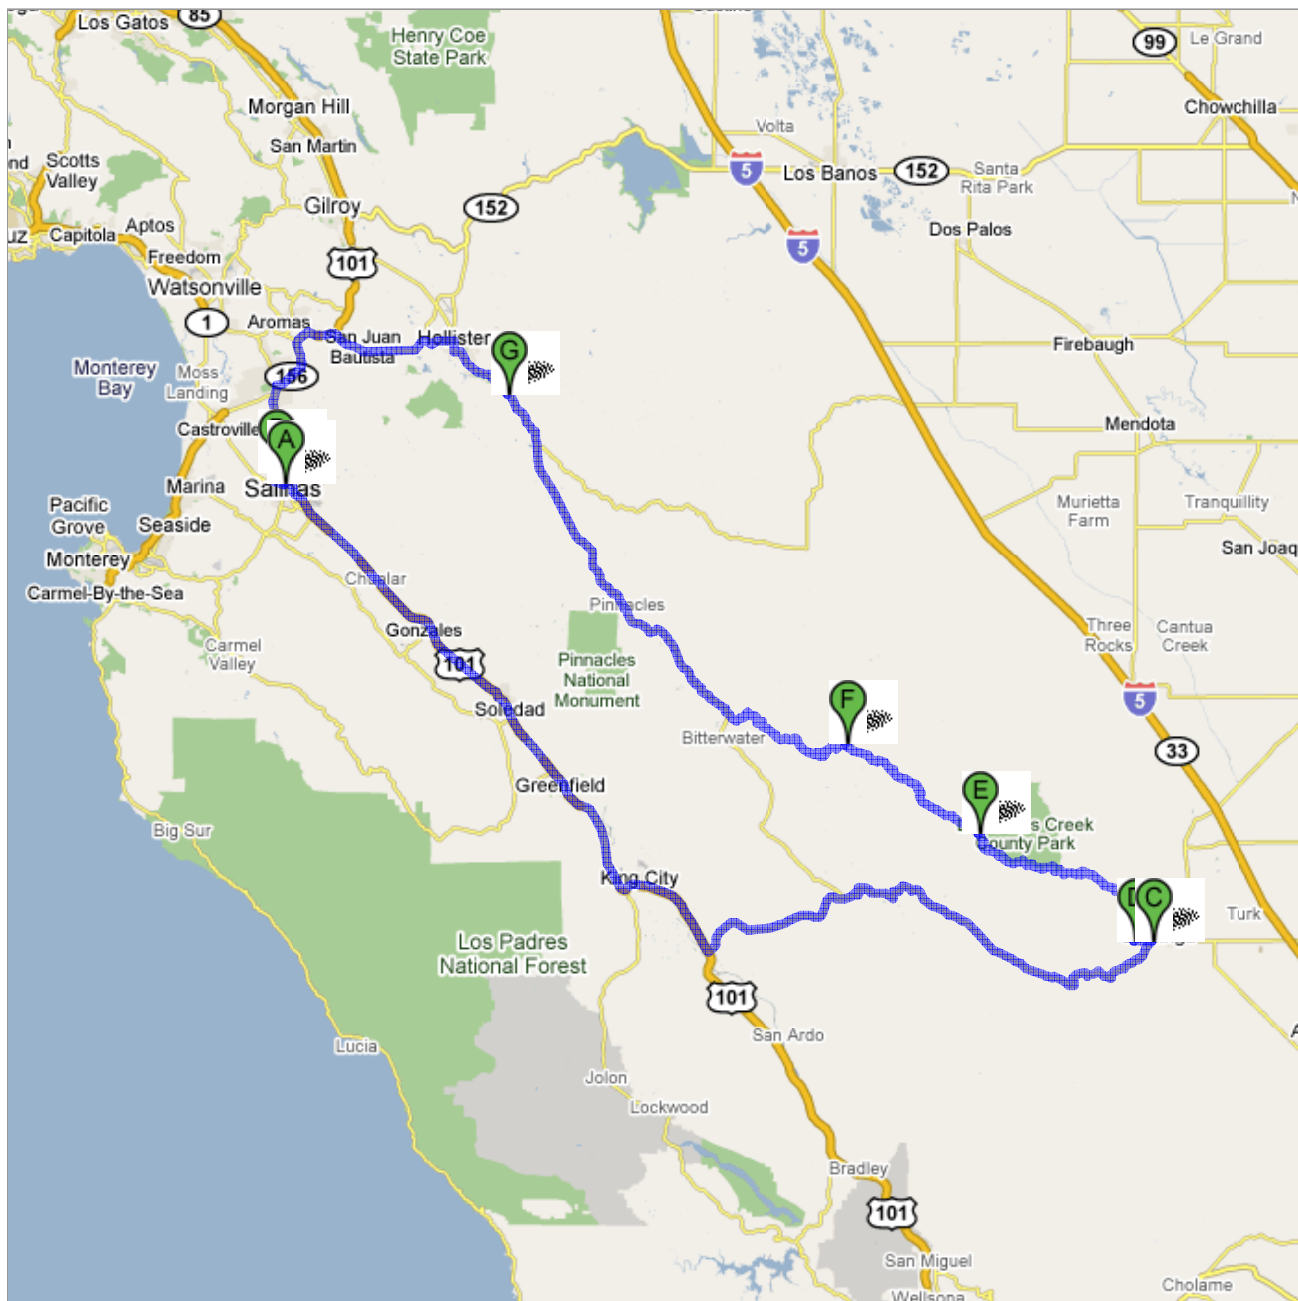 Los Gatos
85
Henry Coe
State Park
99
Le Grand
Morgan Hill
Chowchilla
San Martin
Volta
Scotts
Valley
5
Los Banos
152
Santa
Rita Park
Gilroy
152
uz
Capitola
Aptos
Dos Palos
Freedom
5
101
Watsonville
1
Aromas
San Juan
Bautista
Hollister
G
Firebaugh
Monterey
Bay
Moss
Landing
156
Castroville
A
Mendota
Salinas
Marina
Pacific
Grove
Seaside
Murietta
Farm
Tranquillity
San Joaq
Monterey
Carmel-By-the-Sea
Chualar
Pinnacles
Gonzales
Three
Rocks
Cantua
Creek
Carmel
Valley
101
Pinnacles
National
Monument
5
Soledad
F
Bitterwater
33
Greenfield
E
s Creek
County Park
Big Sur
King City
D
C
Turk
Los Padres
National Forest
101
San Ardo
Lucia
Jolon
Lockwood
Bradley
101
San Miguel
Cholame
Wellsona